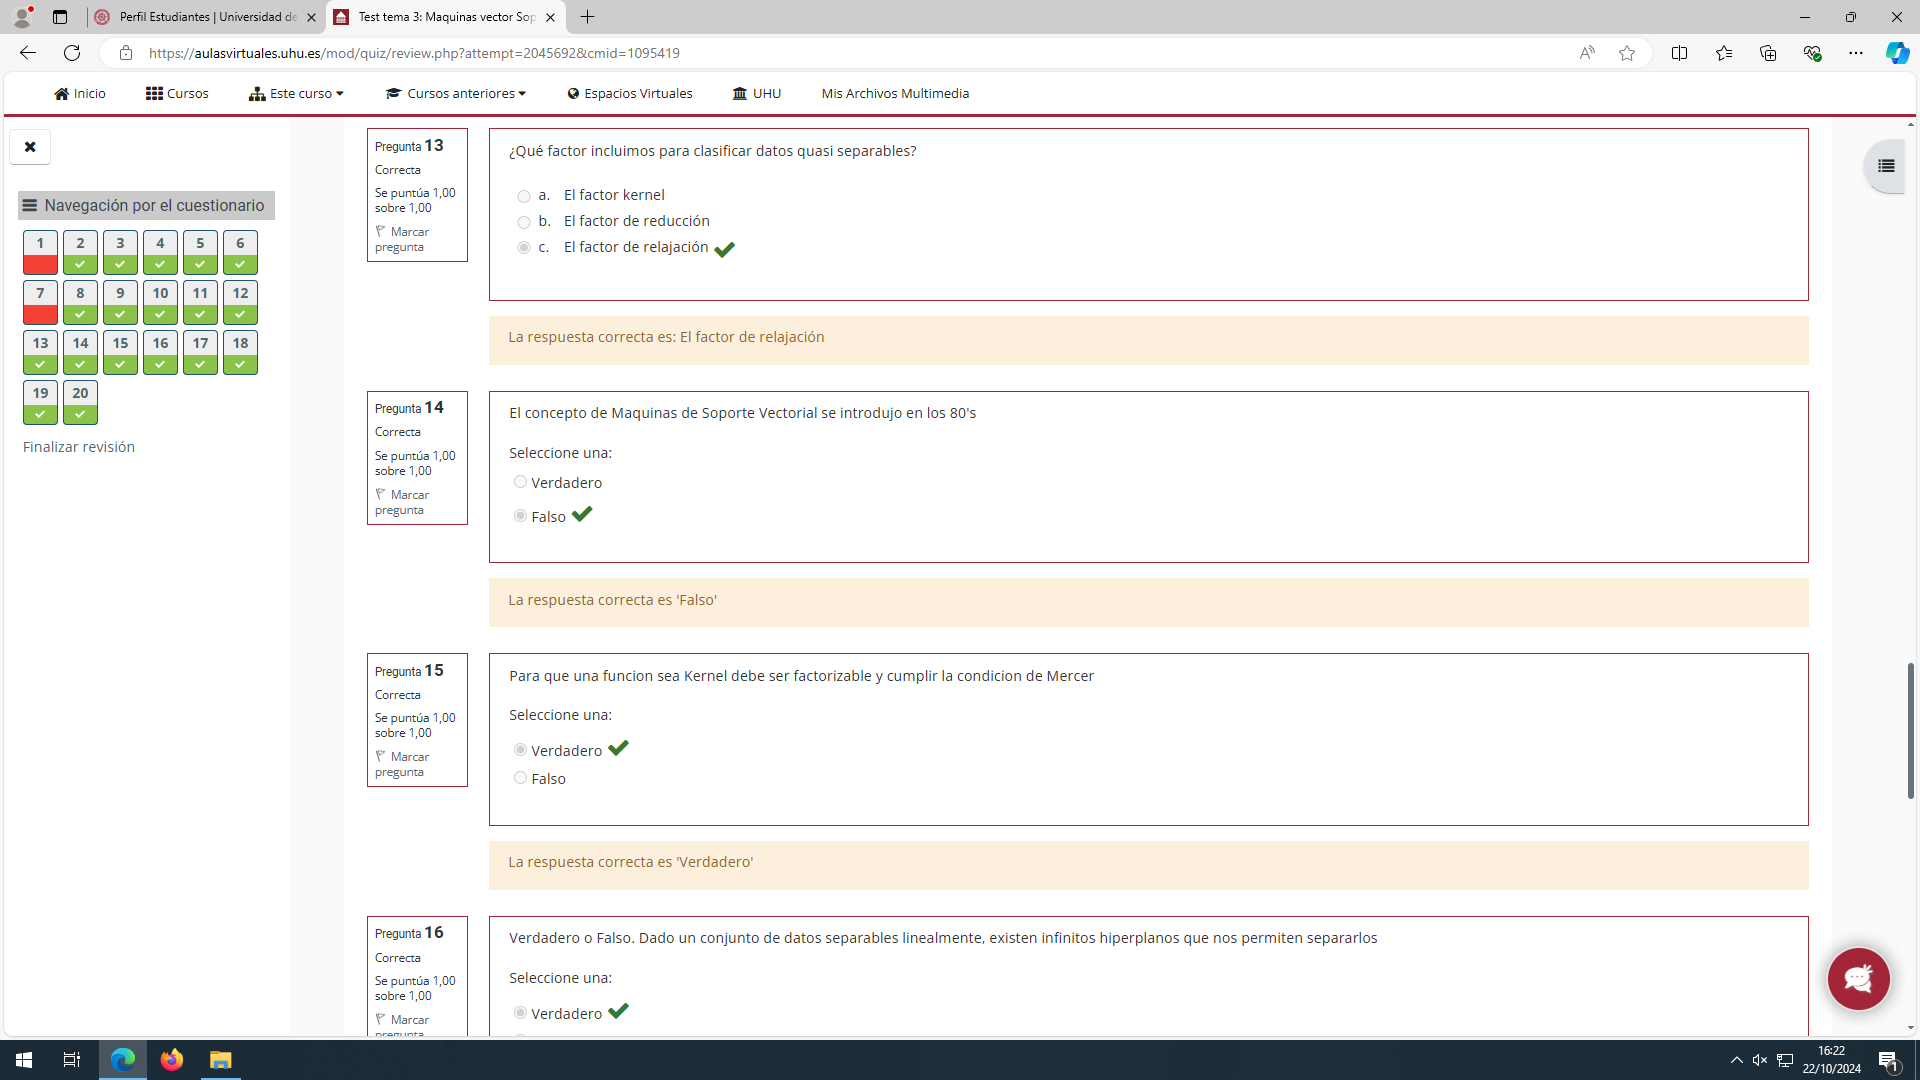 Perfil Estudiantes | Universidad de
Test tema 3: Maquinas vector Sop
https://aulasvirtuales.uhu.es/mod/quiz/review.php?attempt=2045692&cmid=1095419
Inicio
Cursos
Este curso
Cursos anteriores
Espacios Virtuales
UHU
Mis Archivos Multimedia
Navegación por el cuestionario
1 2 3 4 5 6
7 8 9 10 11 12
13 14 15 16 17 18
19 20
Finalizar revisión
Pregunta 13
Correcta
Se puntúa 1,00
sobre 1,00
Marcar
pregunta
¿Qué factor incluimos para clasificar datos quasi separables?
a. El factor kernel
b. El factor de reducción
c. El factor de relajación
La respuesta correcta es: El factor de relajación
Pregunta 14
Correcta
Se puntúa 1,00
sobre 1,00
Marcar
pregunta
El concepto de Maquinas de Soporte Vectorial se introdujo en los 80's
Seleccione una:
Verdadero
Falso
La respuesta correcta es 'Falso'
Pregunta 15
Correcta
Se puntúa 1,00
sobre 1,00
Marcar
pregunta
Para que una funcion sea Kernel debe ser factorizable y cumplir la condicion de Mercer
Seleccione una:
Verdadero
Falso
La respuesta correcta es 'Verdadero'
Pregunta 16
Correcta
Se puntúa 1,00
sobre 1,00
Marcar
pregunta
Verdadero o Falso. Dado un conjunto de datos separables linealmente, existen infinitos hiperplanos que nos permiten separarlos
Seleccione una:
Verdadero
16:22
22/10/2024
1